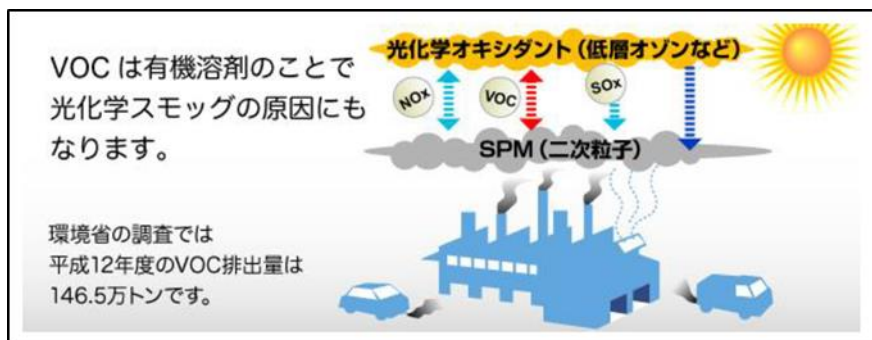 VOC は有機溶剤のことで
光化学スモッグの原因にも
なります。
環境省の調査では
平成12年度のVOC排出量は
146.5万トンです。
光化学オキシダント(低層オゾンなど)
NOx
VOC
SOx
SPM(二次粒子)